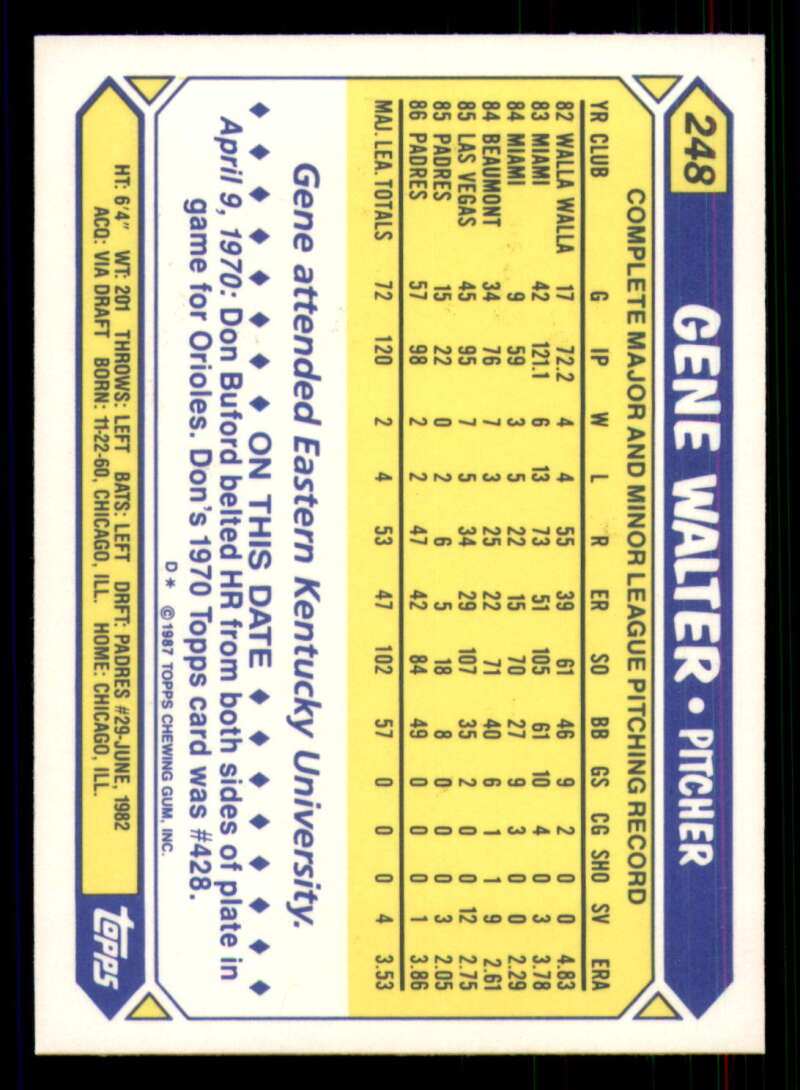 248 GENE WALTER • PITCHER
COMPLETE MAJOR AND MINOR LEAGUE PITCHING RECORD
YR CLUB G IP W L R ER SO BB GS CG SHO SV ERA
82 WALLA WALLA 17 72.2 4 4 55 39 61 46 9 2 0 0 4.83
83 MIAMI 42 121.1 6 13 73 51 105 61 10 4 0 3 3.78
84 MIAMI 9 59 3 5 22 15 70 27 9 3 0 0 2.29
84 BEAUMONT 34 76 7 3 25 22 71 40 6 1 1 9 2.61
85 LAS VEGAS 45 95 7 5 34 29 107 35 2 0 0 12 2.75
85 PADRES 15 22 0 2 6 5 18 8 0 0 0 3 2.05
86 PADRES 57 98 2 2 47 42 84 49 0 0 0 1 3.86
MAJ. LEA. TOTALS 72 120 2 4 53 47 102 57 0 0 0 4 3.53
Gene attended Eastern Kentucky University.
◆ ◆ ◆ ◆ ◆ ◆ ON THIS DATE ◆ ◆ ◆ ◆ ◆ ◆ ◆
April 9, 1970: Don Buford belted HR from both sides of plate in
game for Orioles. Don's 1970 Topps card was #428.
D* © 1987 TOPPS CHEWING GUM, INC.
HT: 6'4" WT: 201 THROWS: LEFT BATS: LEFT DRFT: PADRES #29-JUNE, 1982
ACQ: VIA DRAFT BORN: 11-22-60, CHICAGO, ILL. HOME: CHICAGO, ILL.
topps